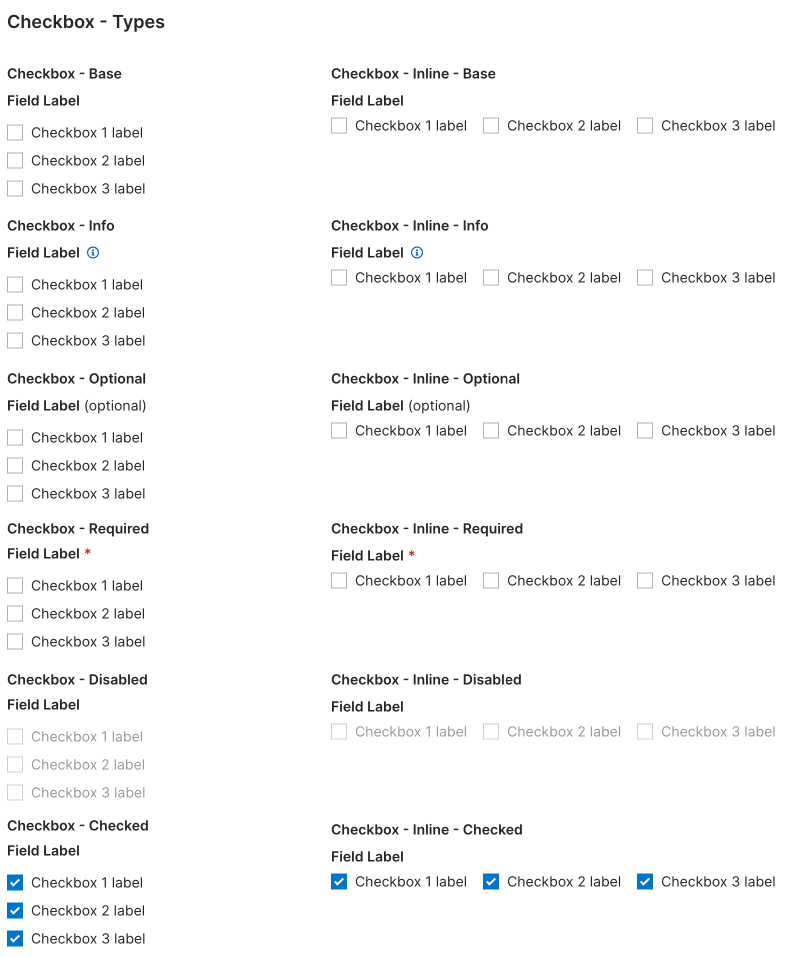 Checkbox - Types
Checkbox - Base
Field Label
Checkbox 1 label
Checkbox 2 label
Checkbox 3 label
Checkbox - Inline - Base
Field Label
Checkbox 1 label Checkbox 2 label Checkbox 3 label
Checkbox - Info
Field Label
Checkbox 1 label
Checkbox 2 label
Checkbox 3 label
Checkbox - Inline - Info
Field Label
Checkbox 1 label Checkbox 2 label Checkbox 3 label
Checkbox - Optional
Field Label (optional)
Checkbox 1 label
Checkbox 2 label
Checkbox 3 label
Checkbox - Inline - Optional
Field Label (optional)
Checkbox 1 label Checkbox 2 label Checkbox 3 label
Checkbox - Required
Field Label *
Checkbox 1 label
Checkbox 2 label
Checkbox 3 label
Checkbox - Inline - Required
Field Label *
Checkbox 1 label Checkbox 2 label Checkbox 3 label
Checkbox - Disabled
Field Label
Checkbox 1 label
Checkbox 2 label
Checkbox 3 label
Checkbox - Inline - Disabled
Field Label
Checkbox 1 label Checkbox 2 label Checkbox 3 label
Checkbox - Checked
Field Label
Checkbox 1 label
Checkbox 2 label
Checkbox 3 label
Checkbox - Inline - Checked
Field Label
Checkbox 1 label Checkbox 2 label Checkbox 3 label